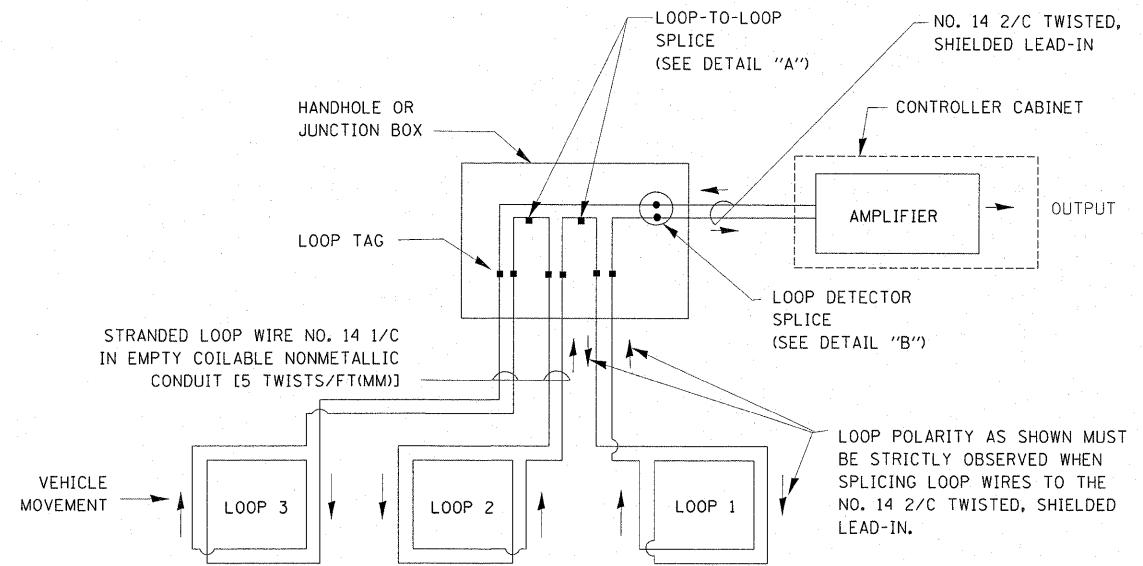 LOOP-TO-LOOP
SPLICE
(SEE DETAIL "A")
NO. 14 2/C TWISTED,
SHIELDED LEAD-IN
HANDHOLE OR
JUNCTION BOX
CONTROLLER CABINET
AMPLIFIER
OUTPUT
LOOP TAG
LOOP DETECTOR
SPLICE
(SEE DETAIL "B")
STRANDED LOOP WIRE NO. 14 1/C
IN EMPTY COILABLE NONMETALLIC
CONDUIT [5 TWISTS/FT(MM)]
LOOP POLARITY AS SHOWN MUST
BE STRICTLY OBSERVED WHEN
SPLICING LOOP WIRES TO THE
NO. 14 2/C TWISTED, SHIELDED
LEAD-IN.
VEHICLE
MOVEMENT
LOOP 3
LOOP 2
LOOP 1